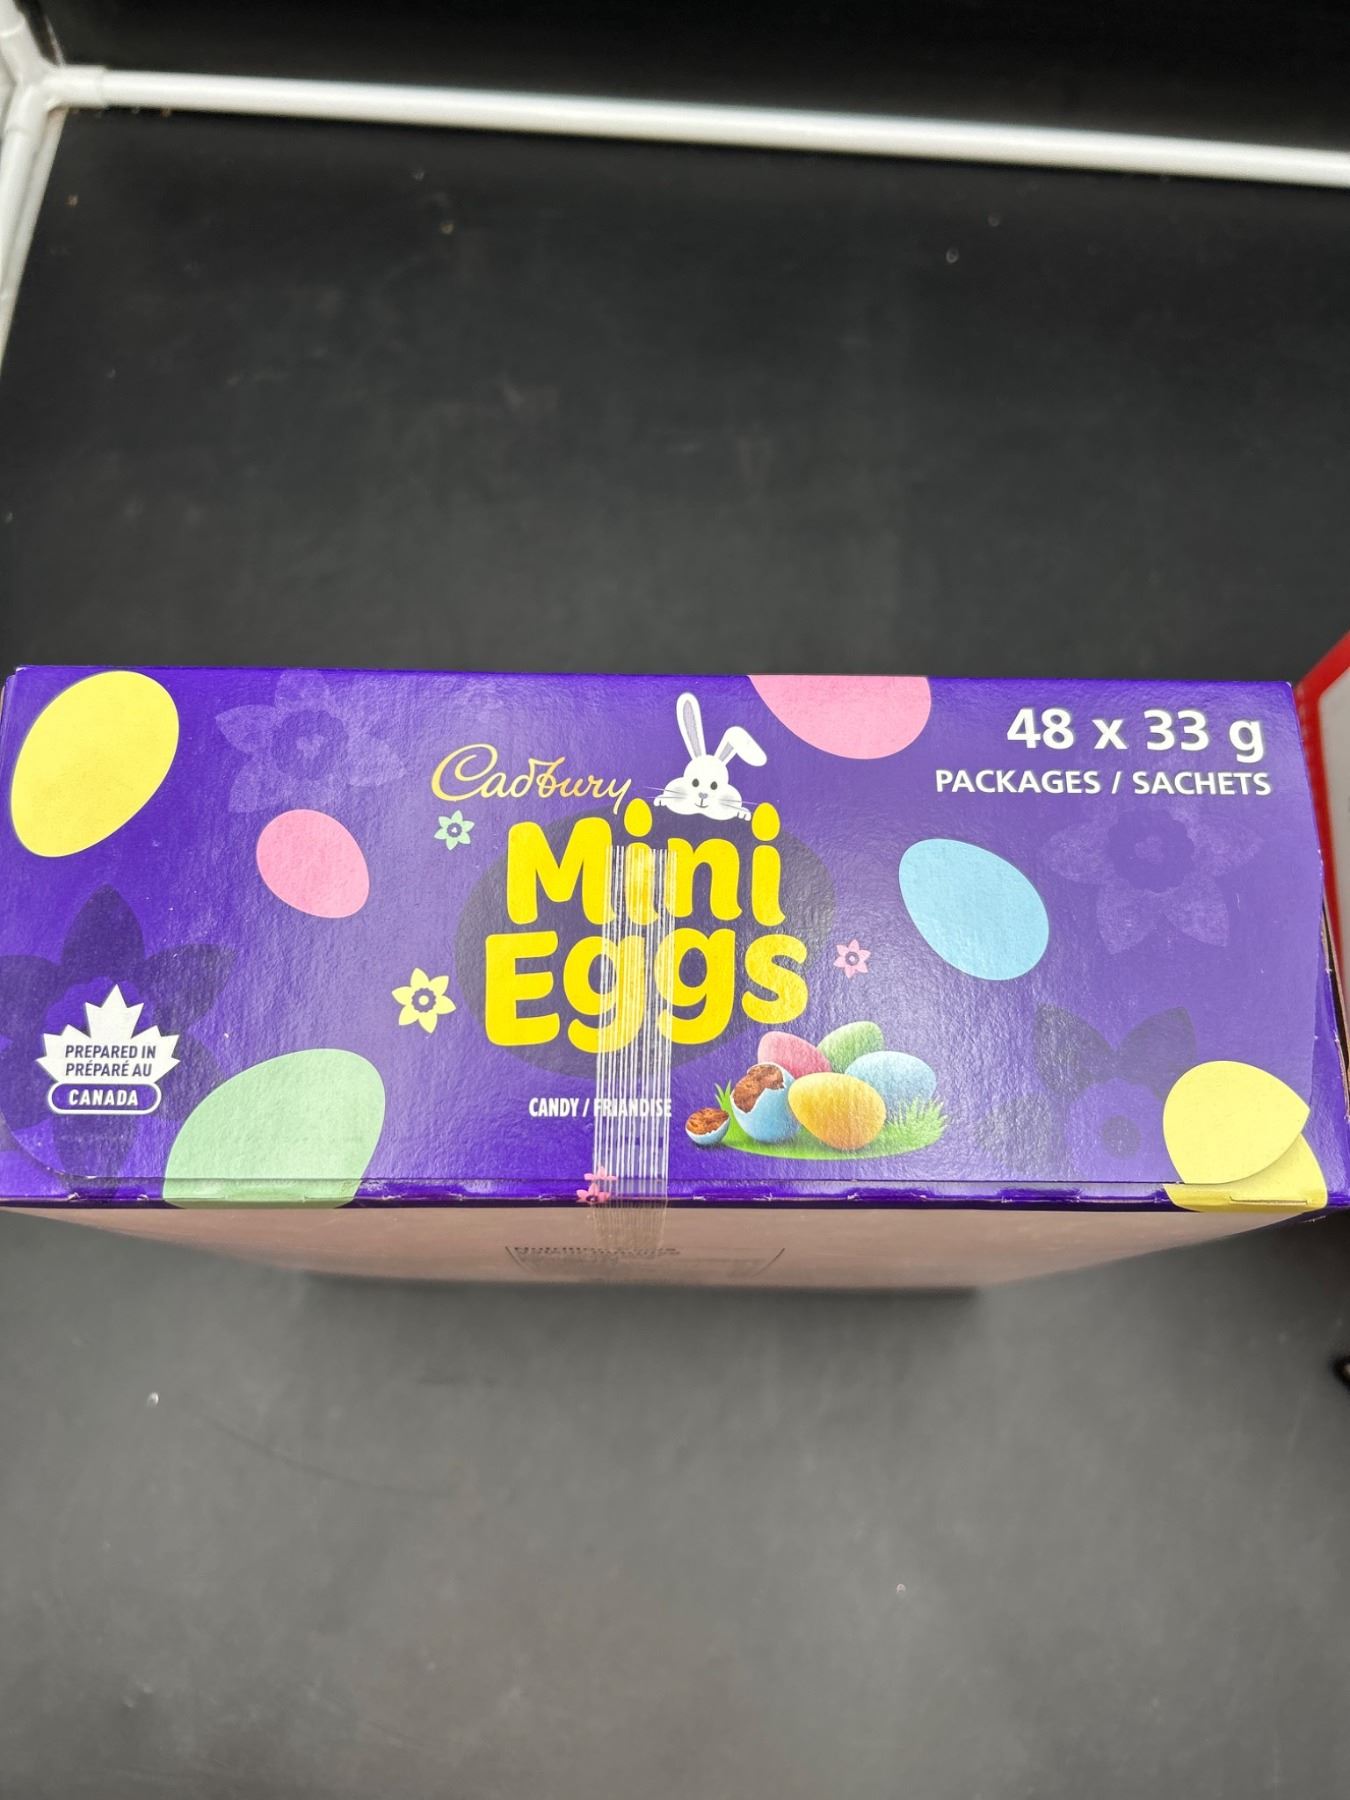 48 x 33 g
PACKAGES / SACHETS
Cadbury
Mini
Eggs
PREPARED IN
PRÉPARÉ AU
CANADA
CANDY / FRIANDISE